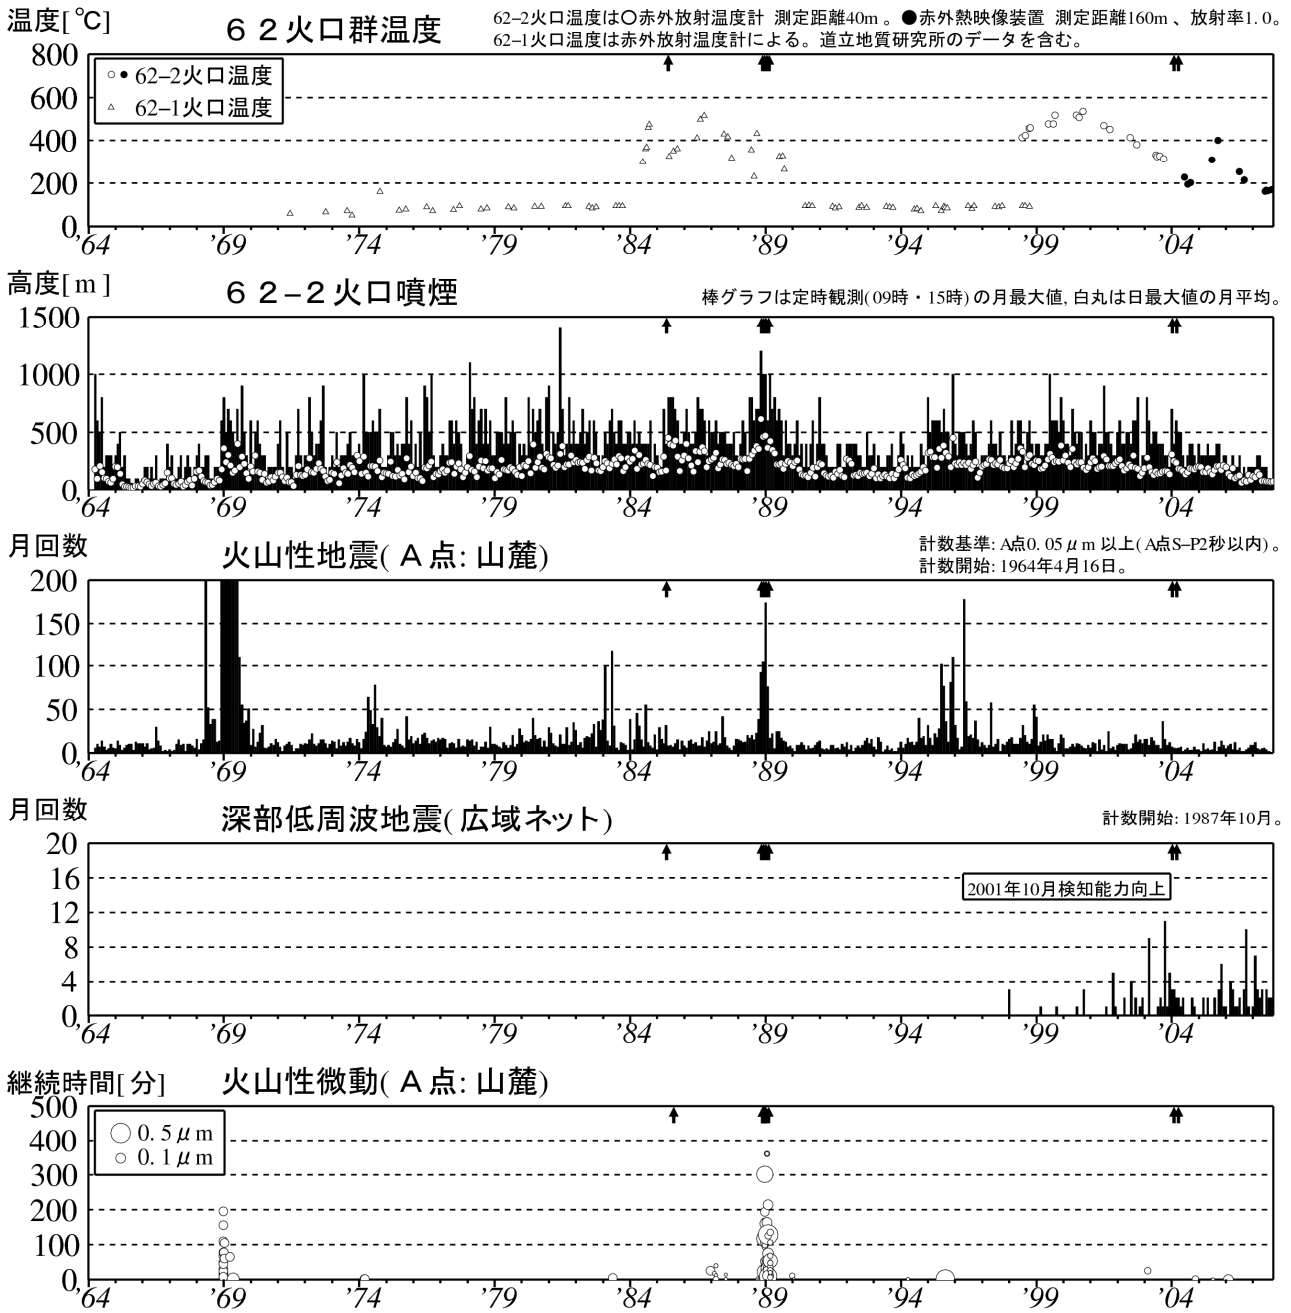 温度[℃]
６２火口群温度
62–2火口温度は○赤外放射温度計 測定距離40m。●赤外熱映像装置 測定距離160m、放射率1.0。
62–1火口温度は赤外放射温度計による。道立地質研究所のデータを含む。
800
600
400
200
0
○●62–2火口温度
△ 62–1火口温度
'64 '69 '74 '79 '84 '89 '94 '99 '04
高度[m]
６２–２火口噴煙
棒グラフは定時観測(09時・15時)の月最大値,白丸は日最大値の月平均。
1500
1000
500
0
'64 '69 '74 '79 '84 '89 '94 '99 '04
月回数
火山性地震(Ａ点:山麓)
計数基準:A点0.05μm以上(A点S–P2秒以内)。
計数開始:1964年4月16日。
200
150
100
50
0
'64 '69 '74 '79 '84 '89 '94 '99 '04
月回数
深部低周波地震(広域ネット)
計数開始:1987年10月。
20
16
12
8
4
0
2001年10月検知能力向上
'64 '69 '74 '79 '84 '89 '94 '99 '04
継続時間[分]
火山性微動(Ａ点:山麓)
500
400
300
200
100
0
0.5μm
0.1μm
'64 '69 '74 '79 '84 '89 '94 '99 '04